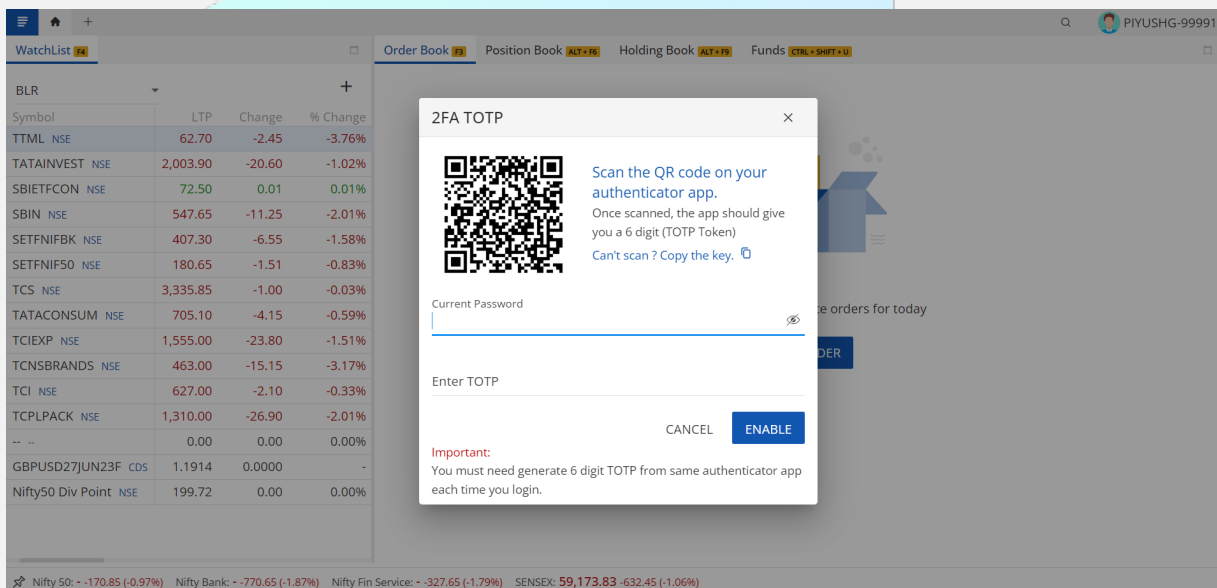 PIYUSHG-99991
WatchList F4
Order Book F3 Position Book ALT + F6 Holding Book ALT + F9 Funds CTRL + SHIFT + U
BLR
Symbol LTP Change % Change
TTML NSE 62.70 -2.45 -3.76%
TATAINVEST NSE 2,003.90 -20.60 -1.02%
SBIETFCON NSE 72.50 0.01 0.01%
SBIN NSE 547.65 -11.25 -2.01%
SETFNIFBK NSE 407.30 -6.55 -1.58%
SETFNIF50 NSE 180.65 -1.51 -0.83%
TCS NSE 3,335.85 -1.00 -0.03%
TATACONSUM NSE 705.10 -4.15 -0.59%
TCIEXP NSE 1,555.00 -23.80 -1.51%
TCNSBRANDS NSE 463.00 -15.15 -3.17%
TCI NSE 627.00 -2.10 -0.33%
TCPLPACK NSE 1,310.00 -26.90 -2.01%
-- -- 0.00 0.00 0.00%
GBPUSD27JUN23F CDS 1.1914 0.0000 -
Nifty50 Div Point NSE 199.72 0.00 0.00%
2FA TOTP
Scan the QR code on your
authenticator app.
Once scanned, the app should give
you a 6 digit (TOTP Token)
Can't scan ? Copy the key.
Current Password
Enter TOTP
CANCEL ENABLE
Important:
You must need generate 6 digit TOTP from same authenticator app
each time you login.
orders for today
Nifty 50: - -170.85 (-0.97%) Nifty Bank: - -770.65 (-1.87%) Nifty Fin Service: - -327.65 (-1.79%) SENSEX: 59,173.83 -632.45 (-1.06%)